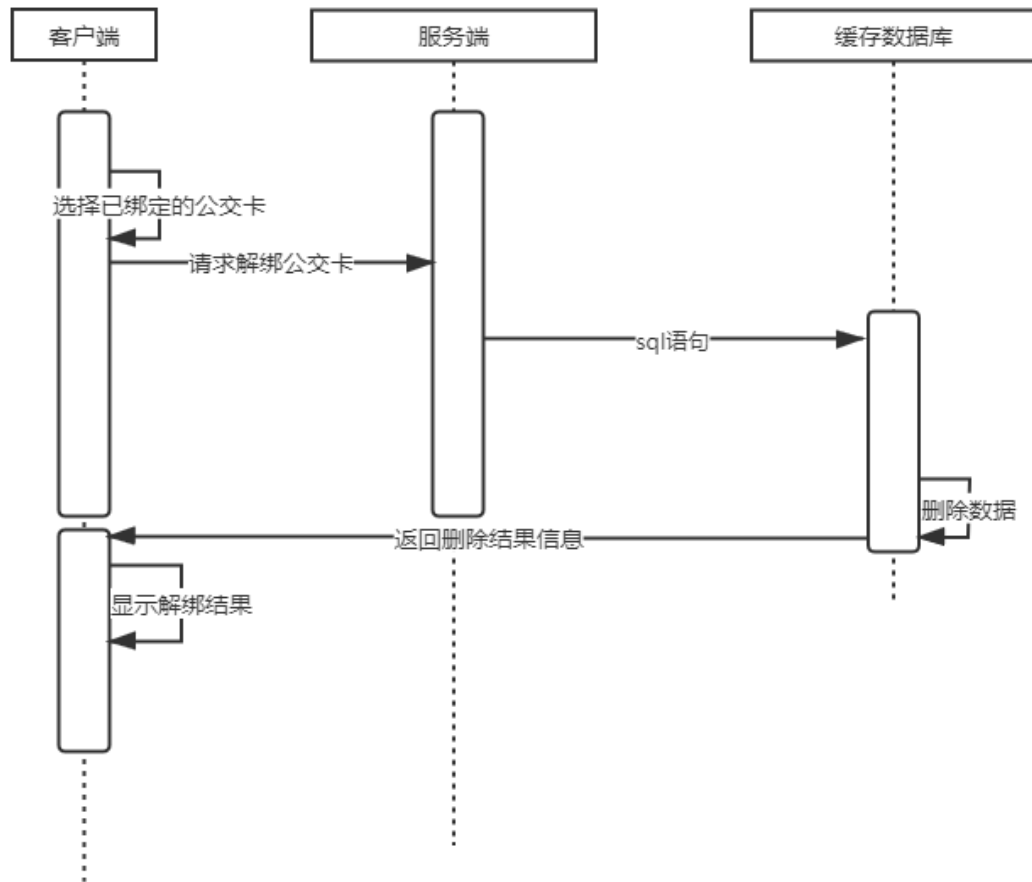 客户端
服务端
缓存数据库
选择已绑定的公交卡
请求解绑公交卡
sql语句
删除数据
返回删除结果信息
显示解绑结果